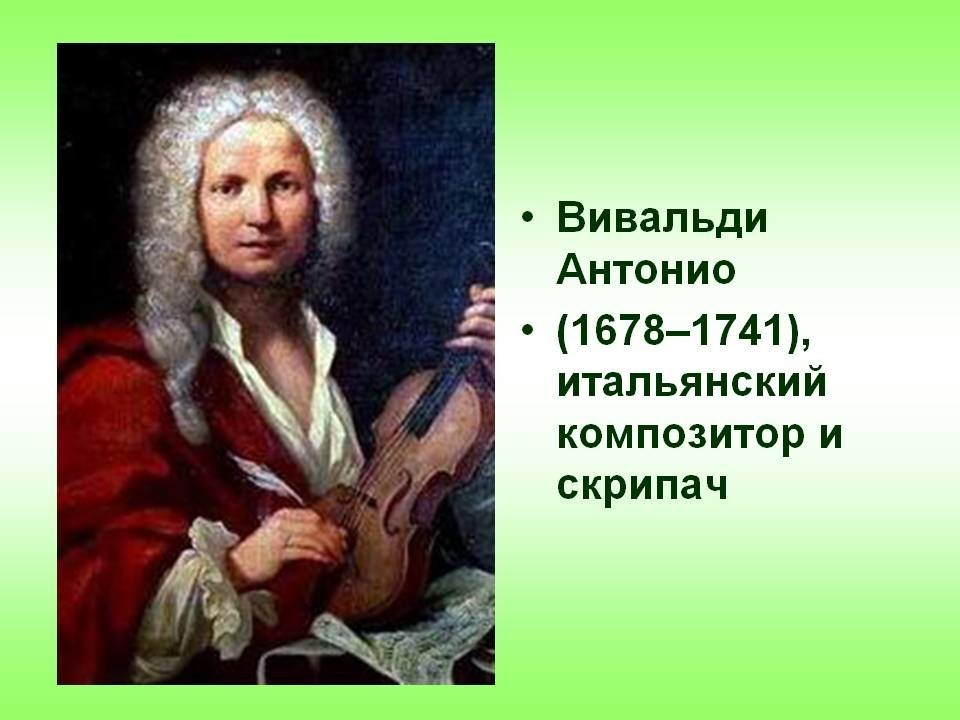 • Вивальди
Антонио
• (1678–1741),
итальянский
композитор и
скрипач